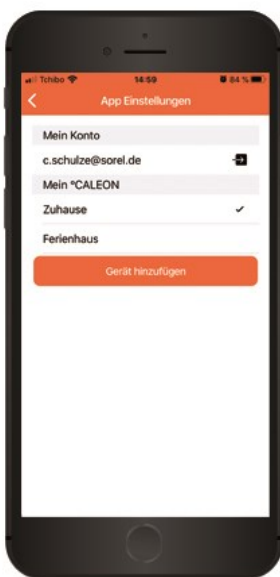 Tchibo 14:59 84 %
App Einstellungen
Mein Konto
c.schulze@sorel.de
Mein °CALEON
Zuhause
Ferienhaus
Gerät hinzufügen